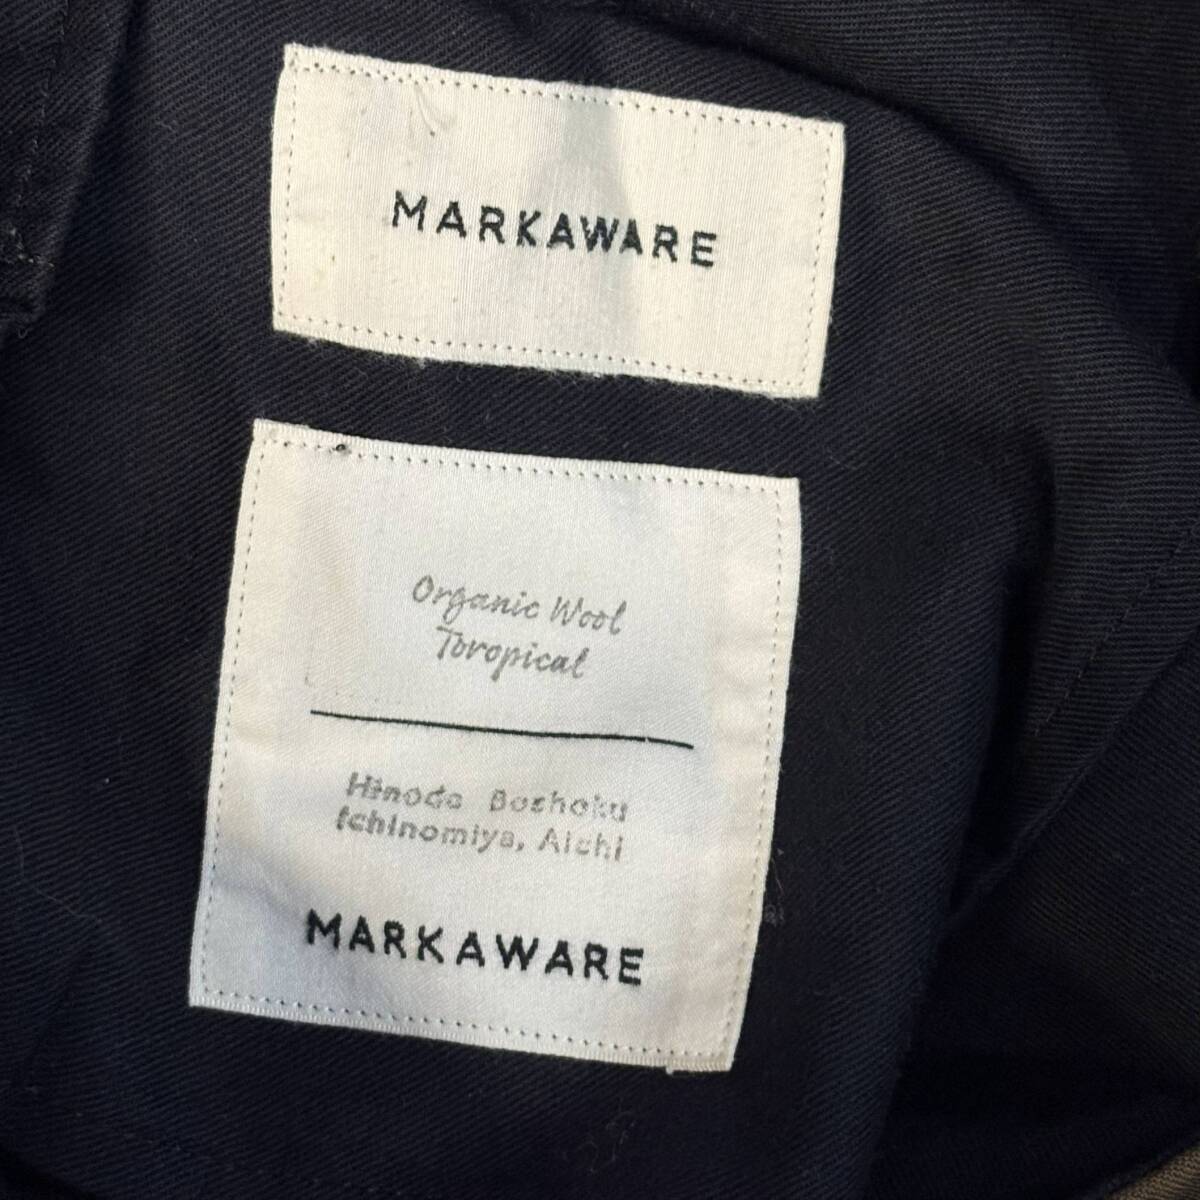 MARKAWARE
Organic Wool
Toropical
Hinode Boshoku
Ichinomiya, Aichi
MARKAWARE